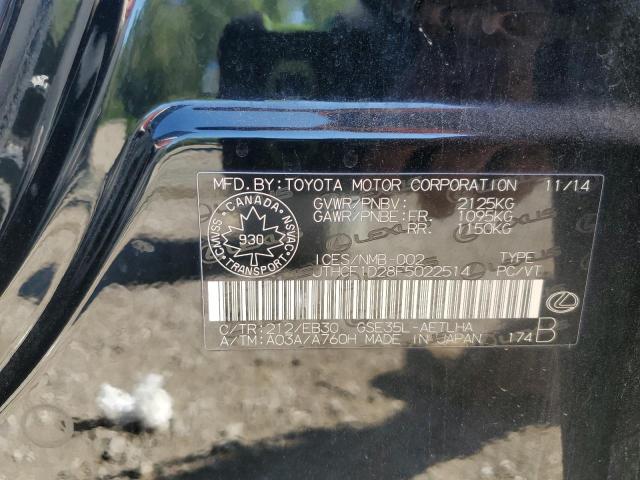 MFD.BY:TOYOTA MOTOR CORPORATION 11/14
GVWR/PNBV: 2125KG
GAWR/PNBE:FR. 1095KG
RR. 1150KG
CANADA
CMVSS 930 NSVAC
TRANSPORT
ICES/NMB-002 TYPE
JTHCF1D28F5022514 PC/VT
C/TR:212/EB30 GSE35L-AETLHA
A/TM:A03A/A760H MADE IN JAPAN 174 B